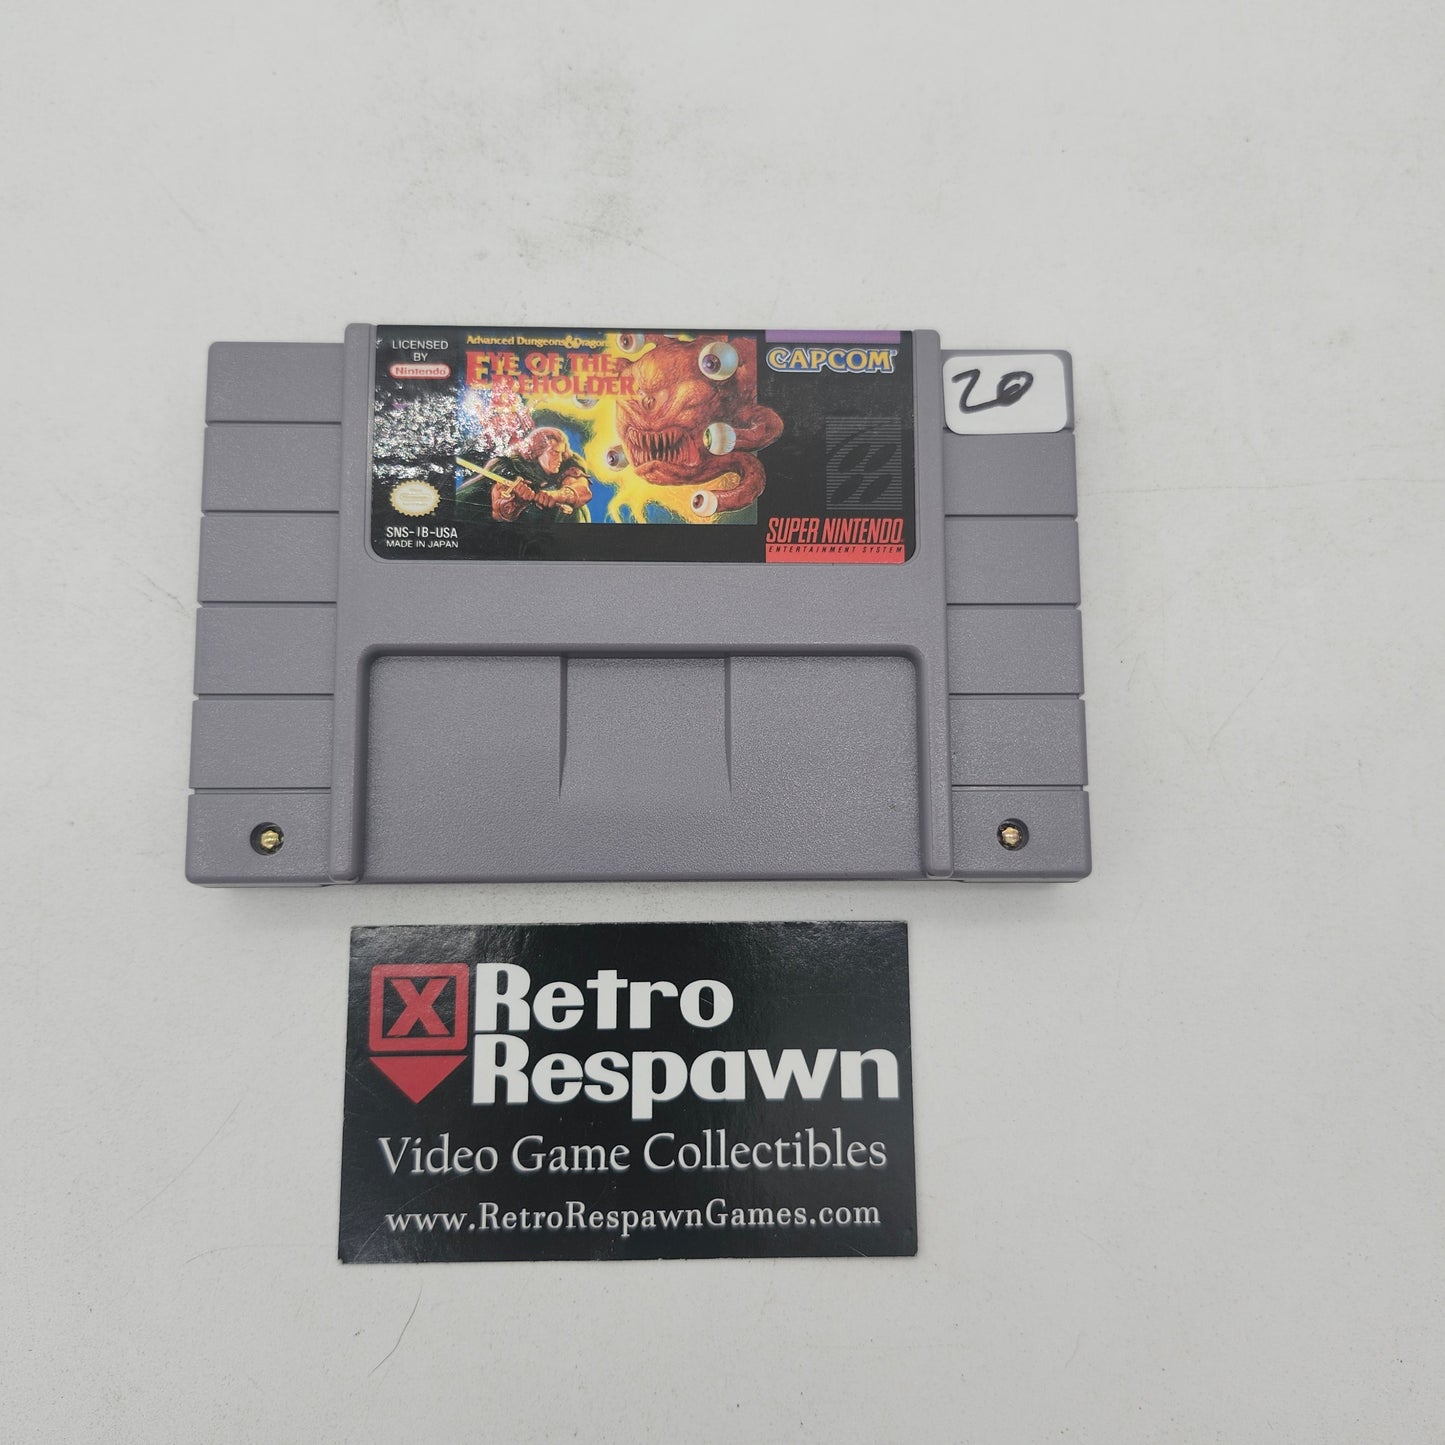 LICENSED
BY
Nintendo
Advanced Dungeons & Dragons
EYE OF THE
BEHOLDER
CAPCOM
20
SNS-IB-USA
MADE IN JAPAN
SUPER NINTENDO
ENTERTAINMENT SYSTEM
X
Retro
Respawn
Video Game Collectibles
www.RetroRespawnGames.com